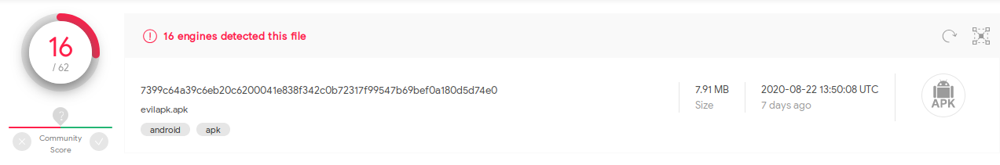 16
/ 62
?
Community
Score
16 engines detected this file
7399c64a39c6eb20c6200041e838f342c0b72317f99547b69bef0a180d5d74e0
evilapk.apk
android apk
7.91 MB
Size
2020-08-22 13:50:08 UTC
7 days ago
APK